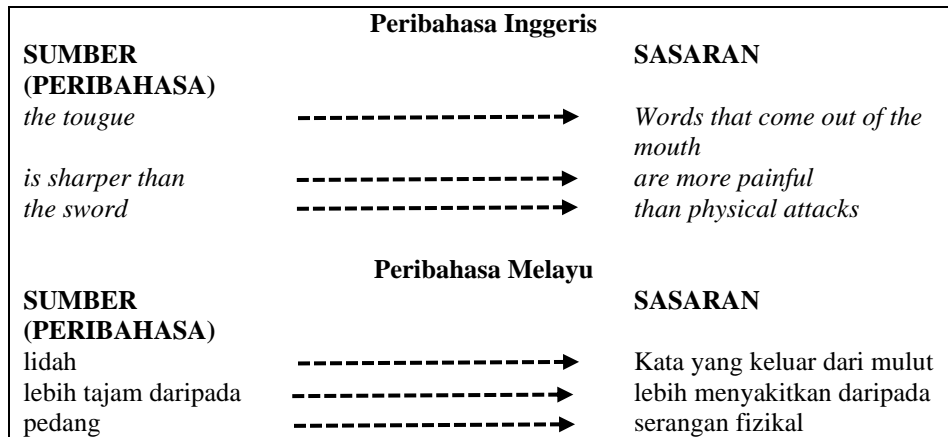 Peribahasa Inggeris
SUMBER SASARAN
(PERIBAHASA)
the tougue Words that come out of the
mouth
is sharper than are more painful
the sword than physical attacks
Peribahasa Melayu
SUMBER SASARAN
(PERIBAHASA)
lidah Kata yang keluar dari mulut
lebih tajam daripada lebih menyakitkan daripada
pedang serangan fizikal